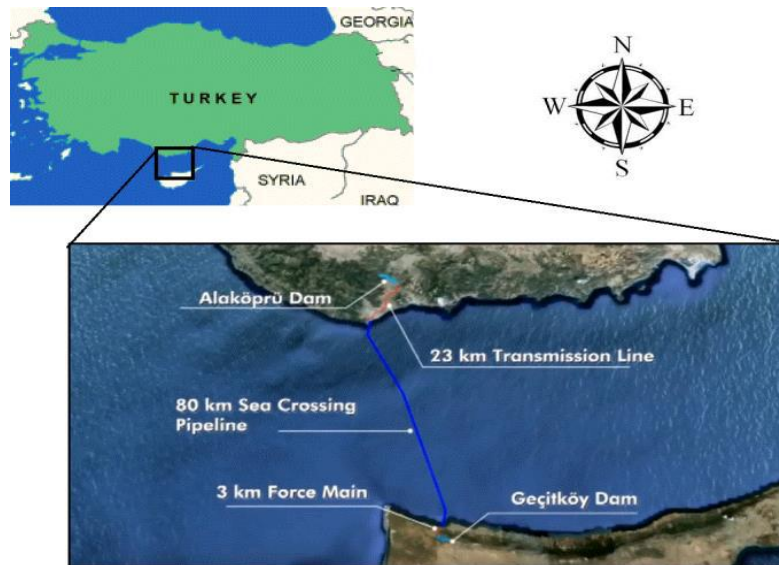 GEORGIA
TURKEY
SYRIA
IRAQ
N
W
E
S
Alaköprü Dam
23 km Transmission Line
80 km Sea Crossing
Pipeline
3 km Force Main
Geçitköy Dam